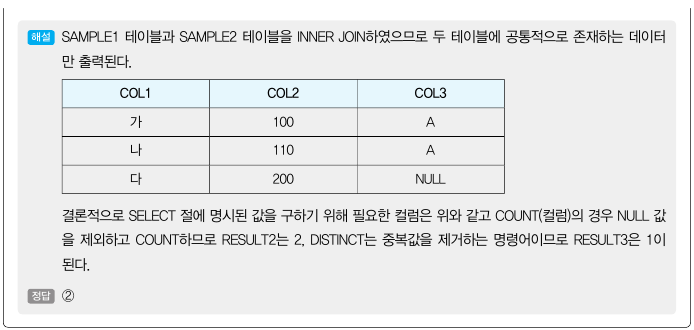 해설 SAMPLE1 테이블과 SAMPLE2 테이블을 INNER JOIN하였으므로 두 테이블에 공통적으로 존재하는 데이터
만 출력된다.
COL1 COL2 COL3
가 100 A
나 110 A
다 200 NULL
결론적으로 SELECT 절에 명시된 값을 구하기 위해 필요한 컬럼은 위와 같고 COUNT(컬럼)의 경우 NULL 값
을 제외하고 COUNT하므로 RESULT2는 2, DISTINCT는 중복값을 제거하는 명령어이므로 RESULT3은 1이
된다.
정답 ②